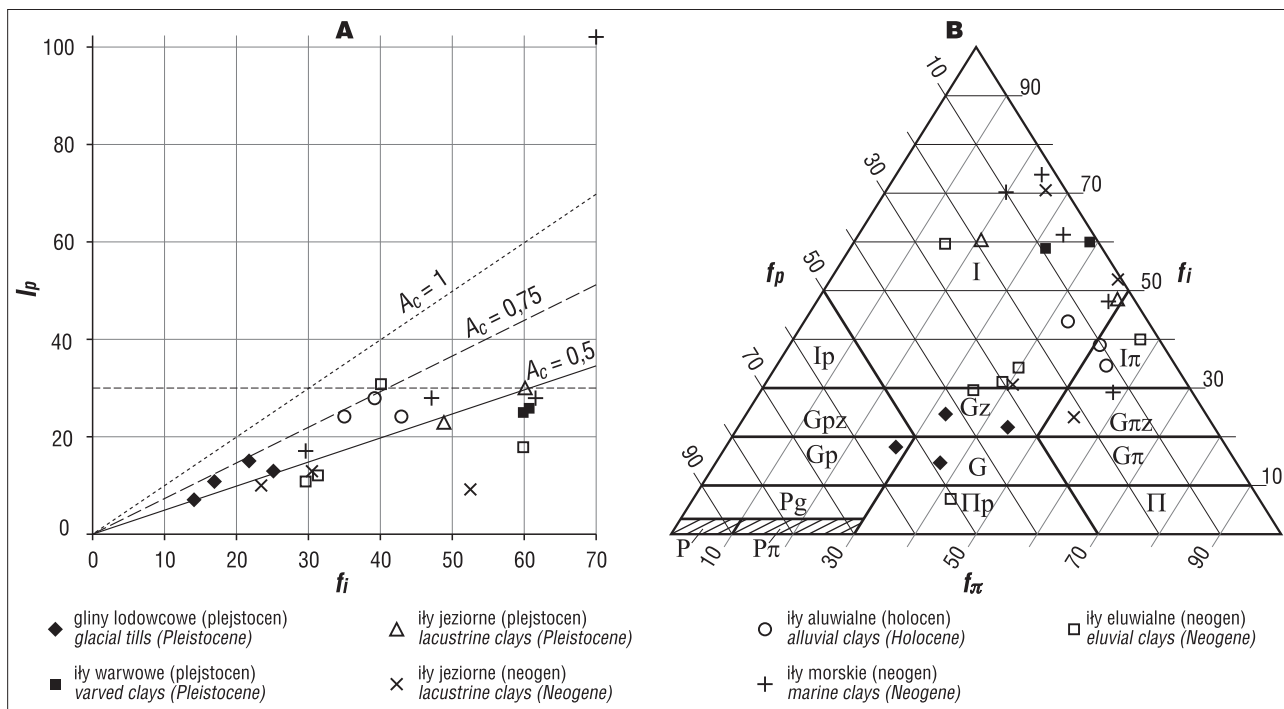 A
B
100
80
60
40
20
0
Ip
0
10
20
30
40
50
60
70
fi
Ac = 1
Ac = 0,75
Ac = 0,5
10
30
50
70
90
fp
90
70
50
30
10
fi
10
30
50
70
90
fπ
I
Ip
Iπ
Gpz
Gz
Gπz
Gp
G
Gπ
Pg
Πp
Π
P
Pπ
gliny lodowcowe (plejstocen)
glacial tills (Pleistocene)
iły warwowe (plejstocen)
varved clays (Pleistocene)
iły jeziorne (plejstocen)
lacustrine clays (Pleistocene)
iły jeziorne (neogen)
lacustrine clays (Neogene)
iły aluwialne (holocen)
alluvial clays (Holocene)
iły morskie (neogen)
marine clays (Neogene)
iły eluwialne (neogen)
eluvial clays (Neogene)